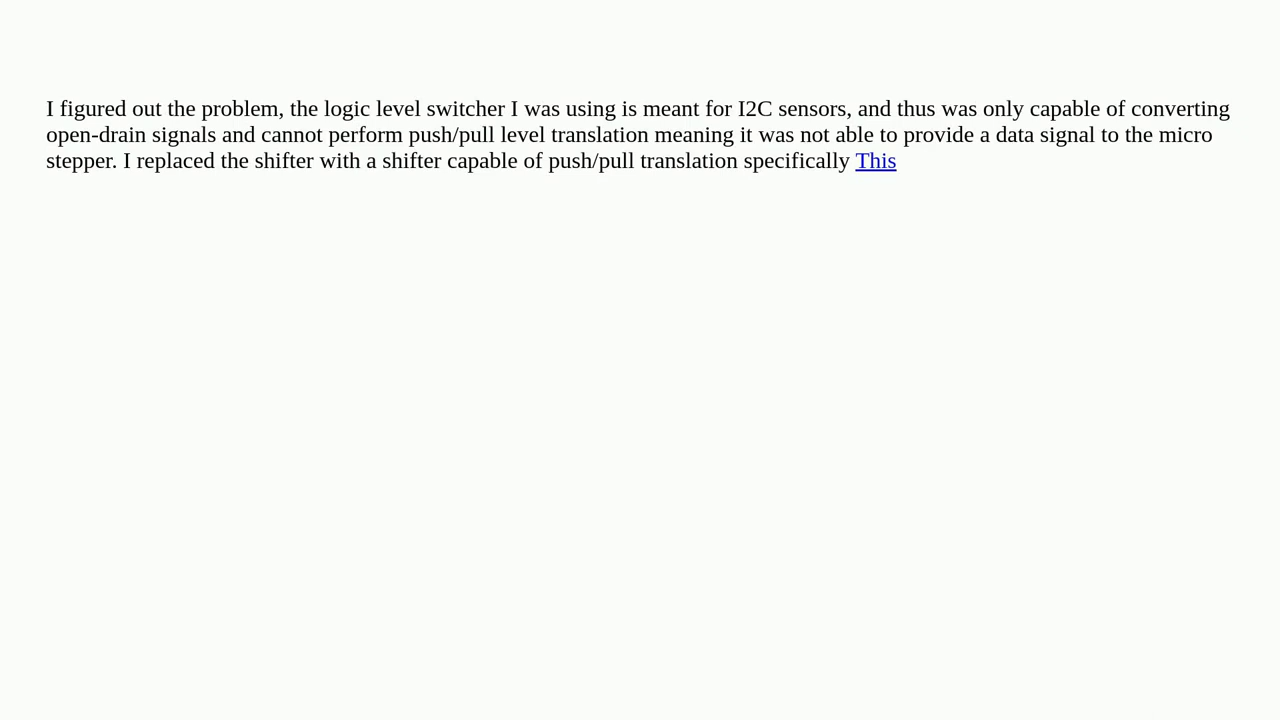 I figured out the problem, the logic level switcher I was using is meant for I2C sensors, and thus was only capable of converting
open-drain signals and cannot perform push/pull level translation meaning it was not able to provide a data signal to the micro
stepper. I replaced the shifter with a shifter capable of push/pull translation specifically This